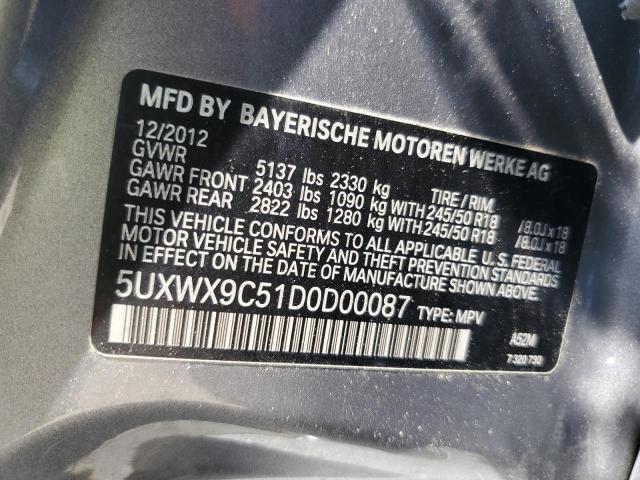 MFD BY BAYERISCHE MOTOREN WERKE AG
12/2012
GVWR 5137 lbs 2330 kg TIRE/RIM
GAWR FRONT 2403 lbs 1090 kg WITH 245/50 R18 /8.0J x 18
GAWR REAR 2822 lbs 1280 kg WITH 245/50 R18 /8.0J x 18
THIS VEHICLE CONFORMS TO ALL APPLICABLE U.S. FEDERAL
MOTOR VEHICLE SAFETY AND THEFT PREVENTION STANDARDS
IN EFFECT ON THE DATE OF MANUFACTURE SHOWN ABOVE.
5UXWX9C51D0D00087 TYPE: MPV
A52M
7 320 730